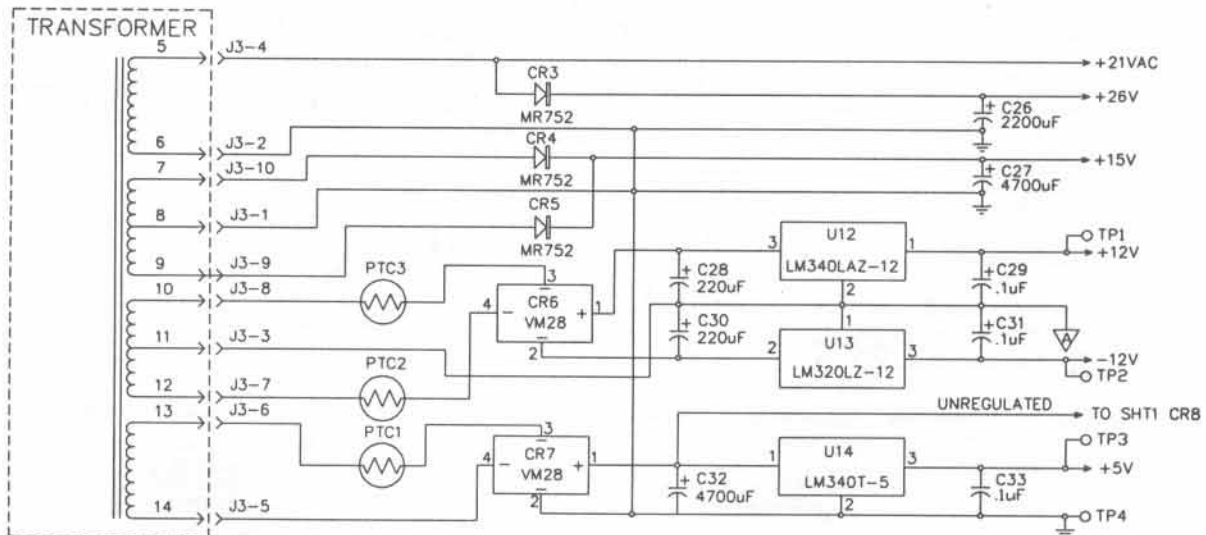 TRANSFORMER
5 J3-4
+21VAC
CR3
MR752
+26V
+ C26
2200uF
6 J3-2
7 J3-10
CR4
MR752
+15V
+ C27
4700uF
8 J3-1
CR5
MR752
9 J3-9
PTC3
10 J3-8
3
4 - CR6 + 1
VM28
2
+ C28
220uF
3 U12 1
LM340LAZ-12
2
TP1
+12V
+ C29
.1uF
11 J3-3
+ C30
220uF
1
2 U13 3
LM320LZ-12
+ C31
.1uF
A
-12V
TP2
12 J3-7
PTC2
13 J3-6
PTC1
3
4 - CR7 + 1
VM28
2
UNREGULATED
TO SHT1 CR8
+ C32
4700uF
1 U14 3
LM340T-5
2
TP3
+5V
+ C33
.1uF
14 J3-5
TP4